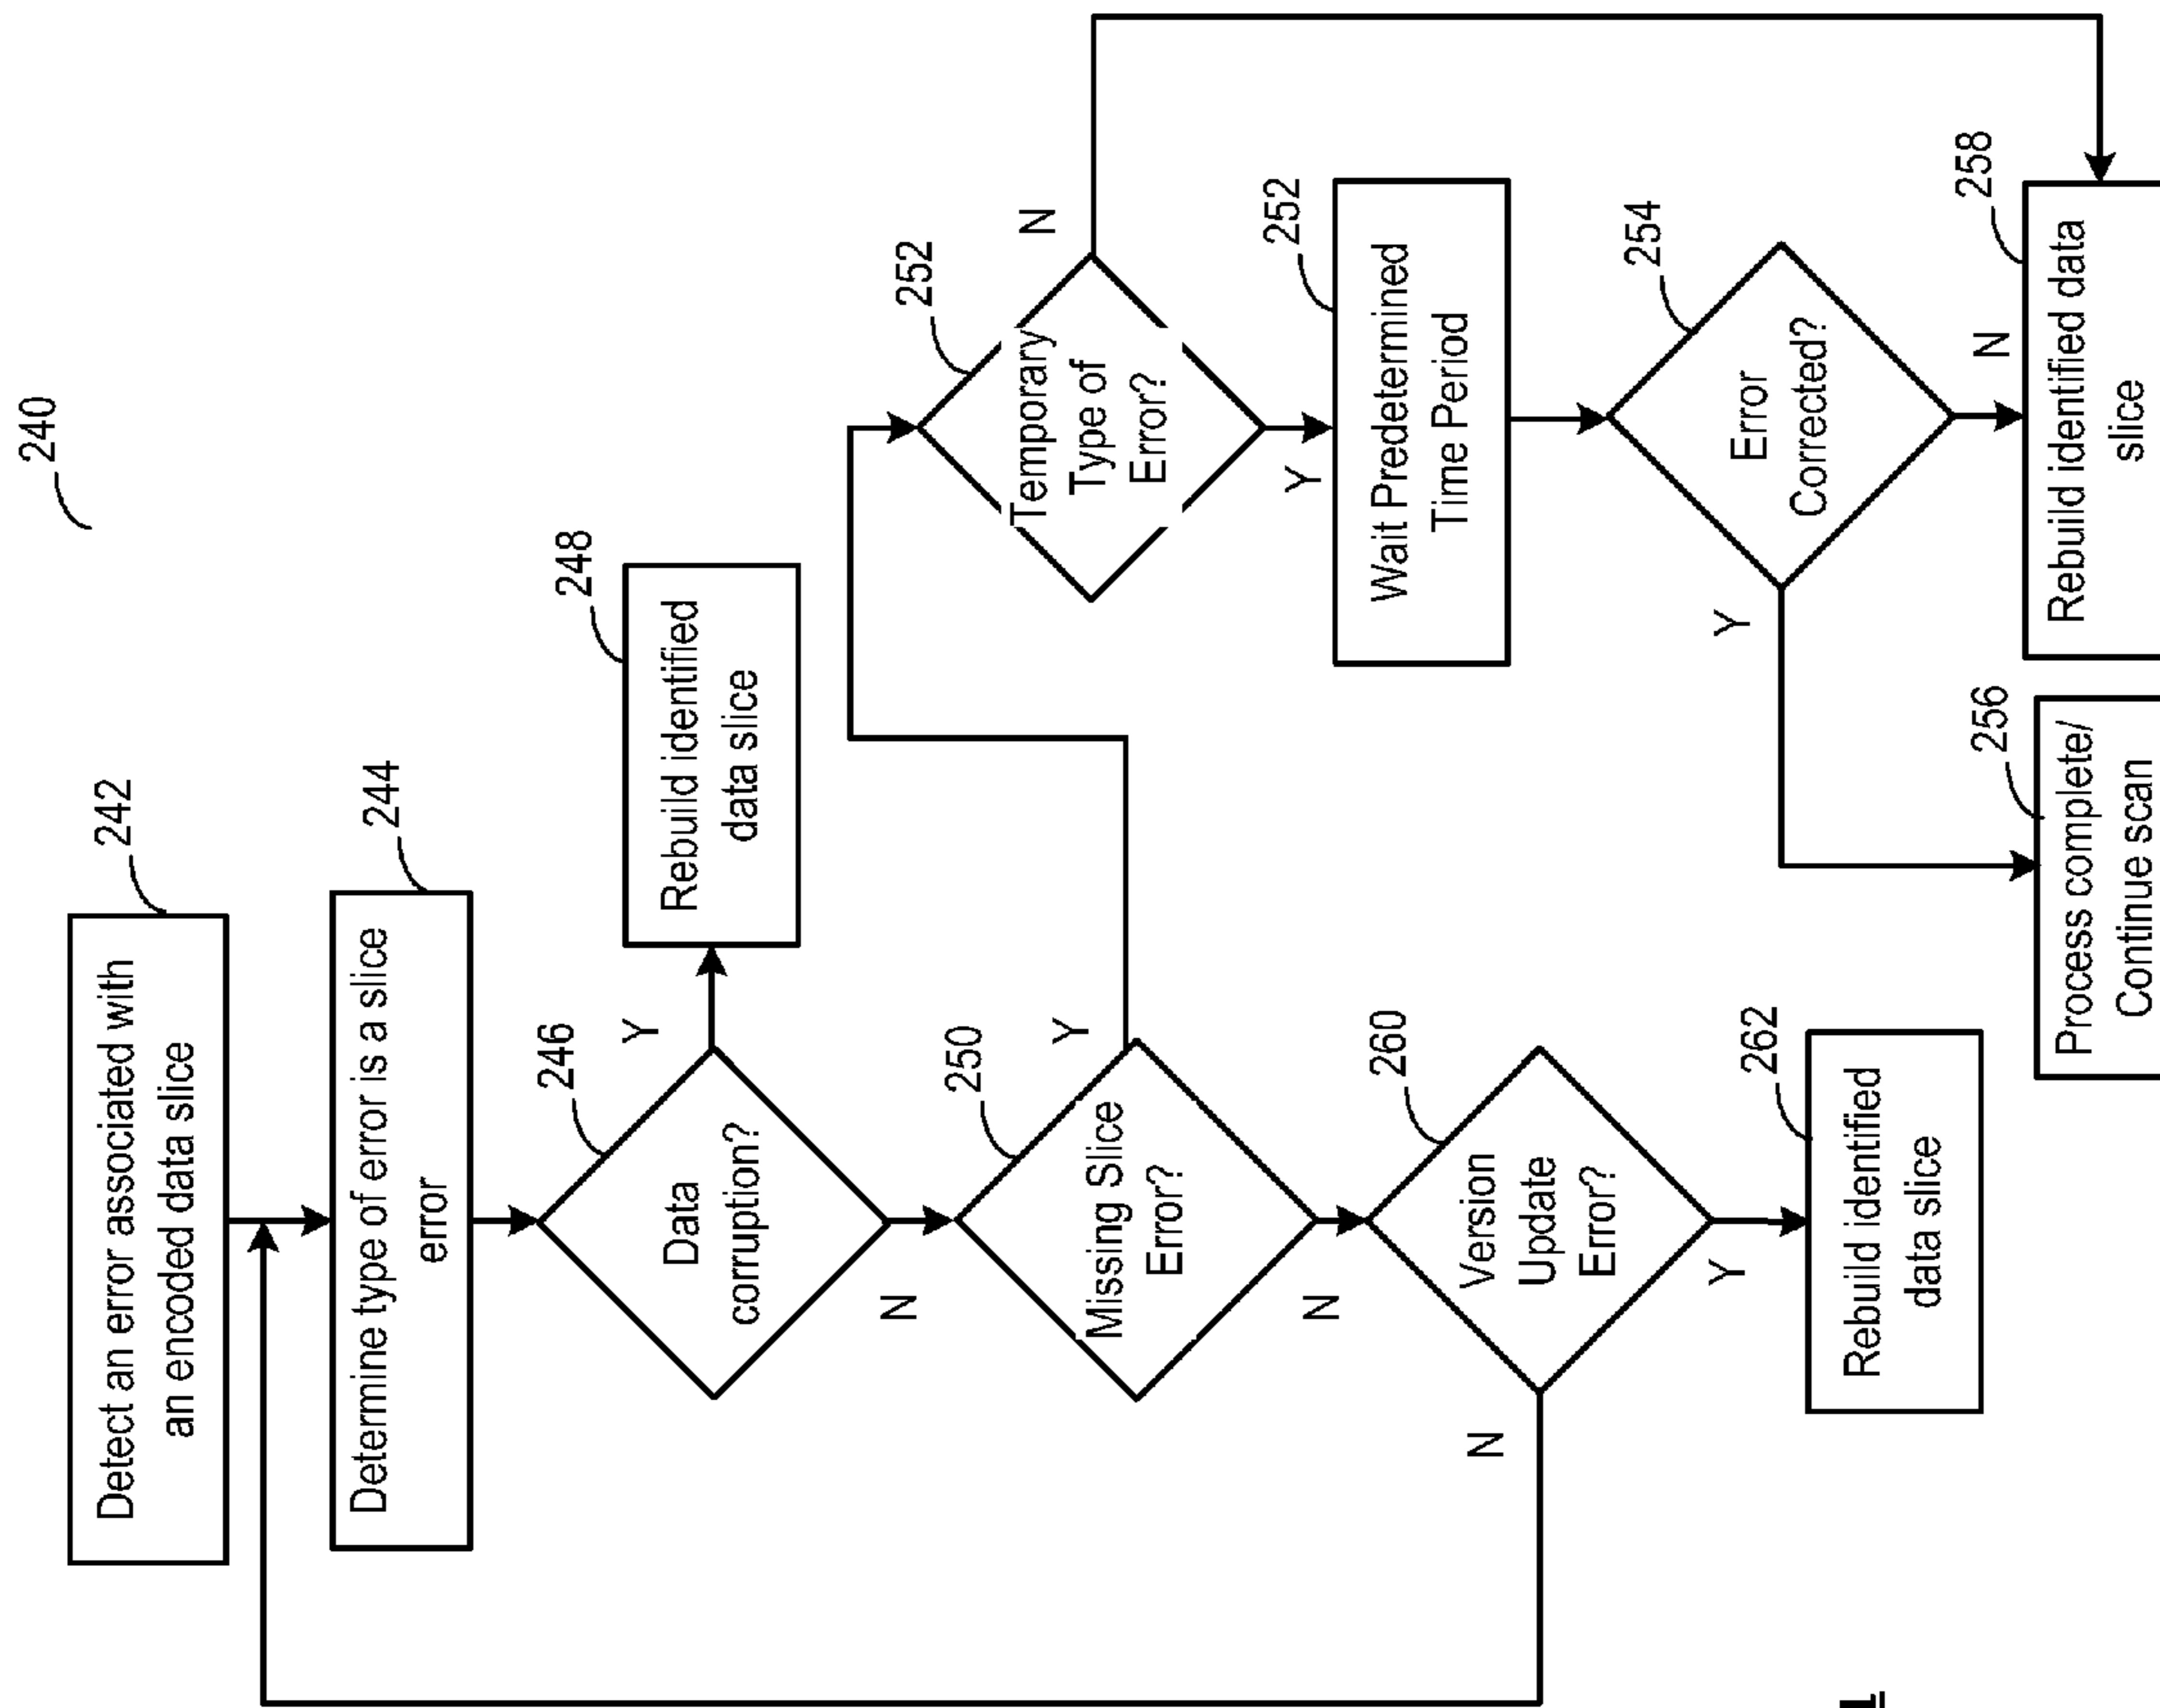 240
242
Detect an error associated with
an encoded data slice
244
Determine type of error is a slice
error
246
Data
corruption?
Y
N
248
Rebuild identified
data slice
250
Missing Slice
Error?
Y
N
260
Version
Update
Error?
N
Y
262
Rebuild identified
data slice
252
Temporary
Type of
Error?
N
Y
252
Wait Predetermined
Time Period
254
Error
Corrected?
Y
N
256
Process complete/
Continue scan
258
Rebuild identified data
slice